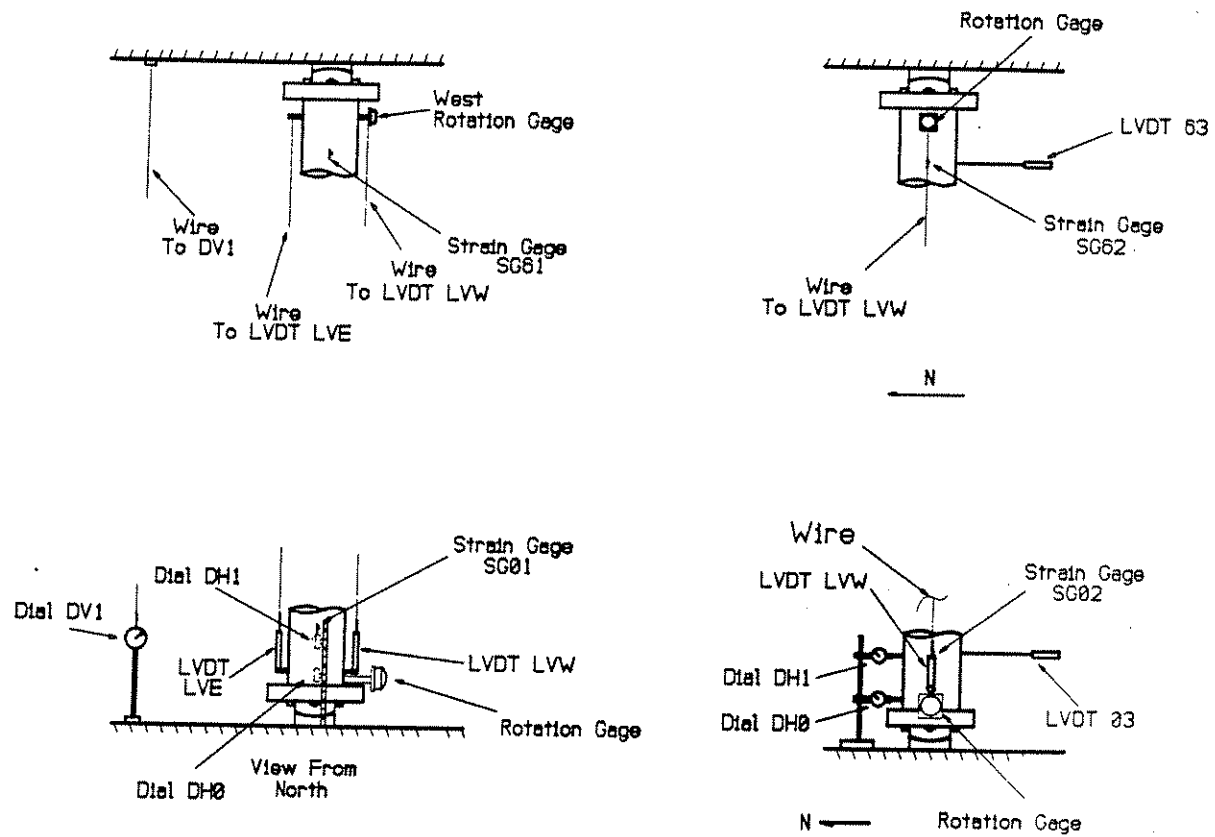 Rotation Gage
West
Rotation Gage
LVDT 63
Wire
To DV1
Strain Gage
SG61
Wire
To LVDT LVW
Wire
To LVDT LVE
Strain Gage
SG62
Wire
To LVDT LVW
N
Strain Gage
SG01
Dial DH1
Dial DV1
LVDT
LVE
LVDT LVW
Rotation Gage
Dial DH0
View From
North
Wire
LVDT LVW
Strain Gage
SG02
Dial DH1
Dial DH0
LVDT 03
N
Rotation Gage